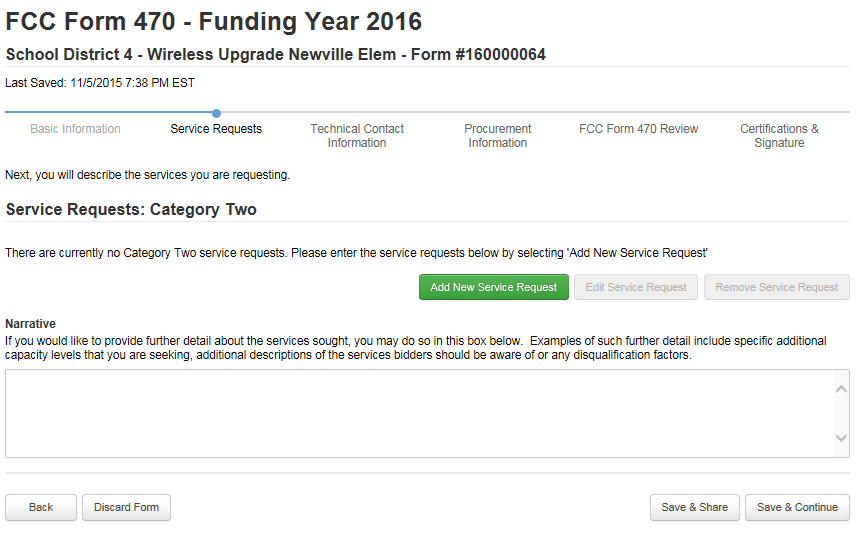 FCC Form 470 - Funding Year 2016
School District 4 - Wireless Upgrade Newville Elem - Form #160000064
Last Saved: 11/5/2015 7:38 PM EST
Basic Information
Service Requests
Technical Contact
Information
Procurement
Information
FCC Form 470 Review
Certifications &
Signature
Next, you will describe the services you are requesting.
Service Requests: Category Two
There are currently no Category Two service requests. Please enter the service requests below by selecting 'Add New Service Request'
Add New Service Request
Edit Service Request
Remove Service Request
Narrative
If you would like to provide further detail about the services sought, you may do so in this box below. Examples of such further detail include specific additional
capacity levels that you are seeking, additional descriptions of the services bidders should be aware of or any disqualification factors.
Back
Discard Form
Save & Share
Save & Continue